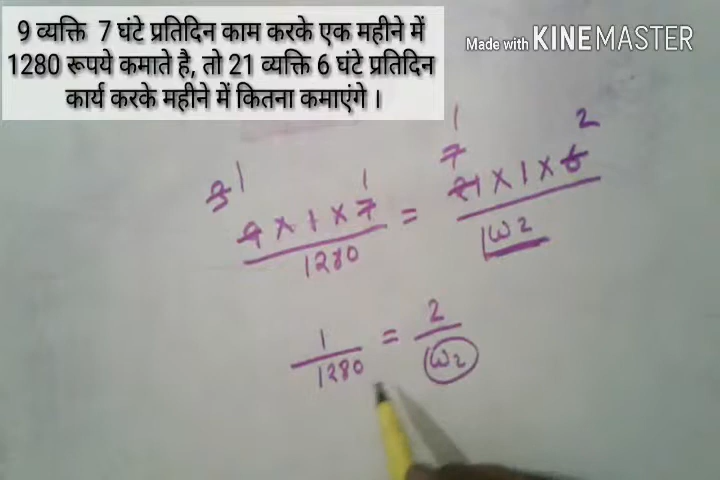 9 व्यक्ति 7 घंटे प्रतिदिन काम करके एक महीने में
1280 रूपये कमाते है, तो 21 व्यक्ति 6 घंटे प्रतिदिन
कार्य करके महीने में कितना कमाएंगे ।
Made with KINEMASTER
1
7 2
3 1 1
9 × 1 × 7 = 21 × 1 × 6
1280 W2
1 = 2
1280 W2